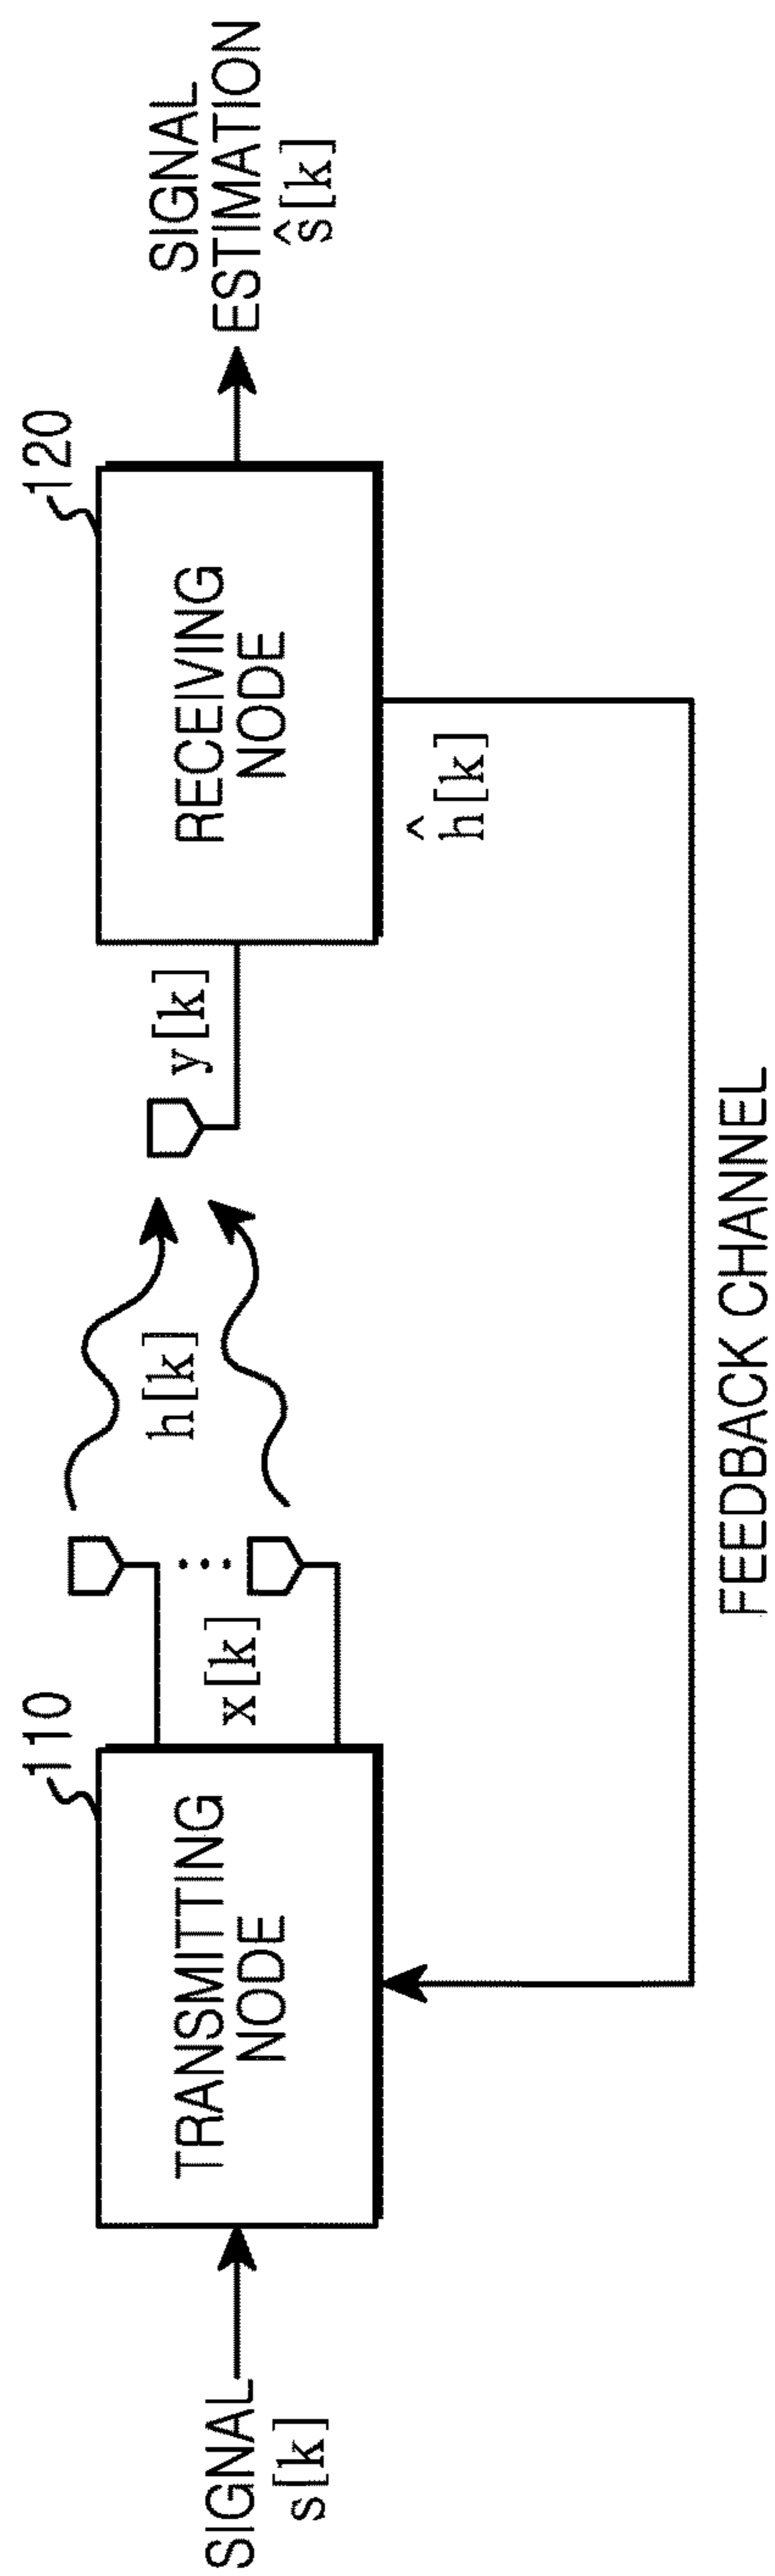 SIGNAL
s[k]
110
TRANSMITTING
NODE
x[k]
h[k]
y[k]
120
RECEIVING
NODE
ĥ[k]
SIGNAL
ESTIMATION
ŝ[k]
FEEDBACK CHANNEL